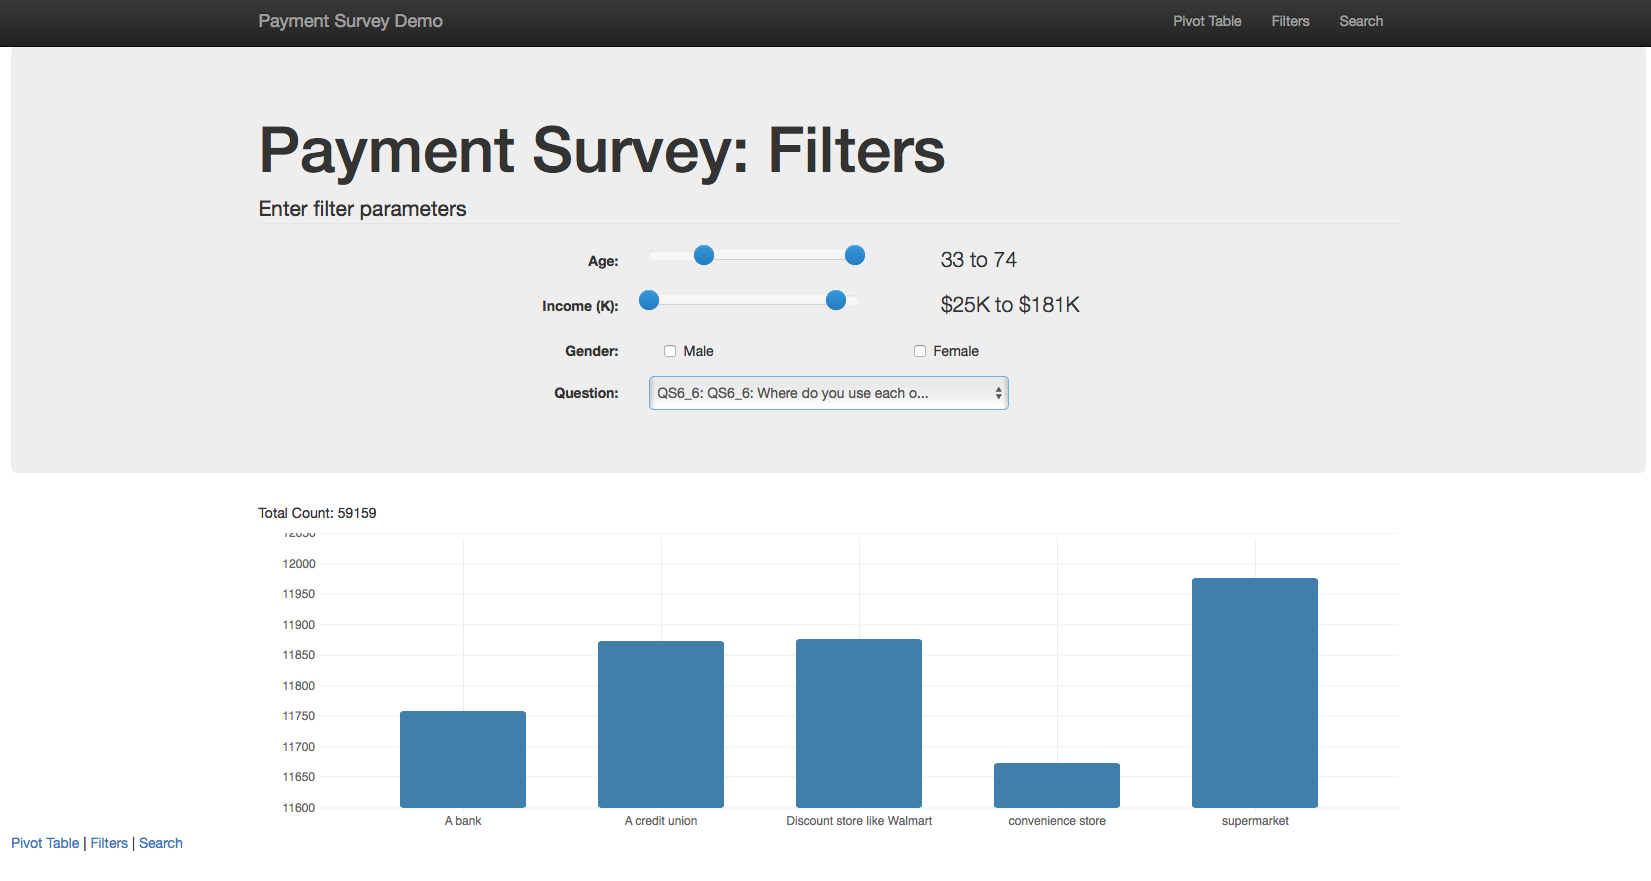 Payment Survey Demo
Pivot Table Filters Search
Payment Survey: Filters
Enter filter parameters
Age: 33 to 74
Income (K): $25K to $181K
Gender: Male Female
Question: QS6_6: QS6_6: Where do you use each o...
Total Count: 59159
12050
12000
11950
11900
11850
11800
11750
11700
11650
11600
A bank A credit union Discount store like Walmart convenience store supermarket
Pivot Table | Filters | Search